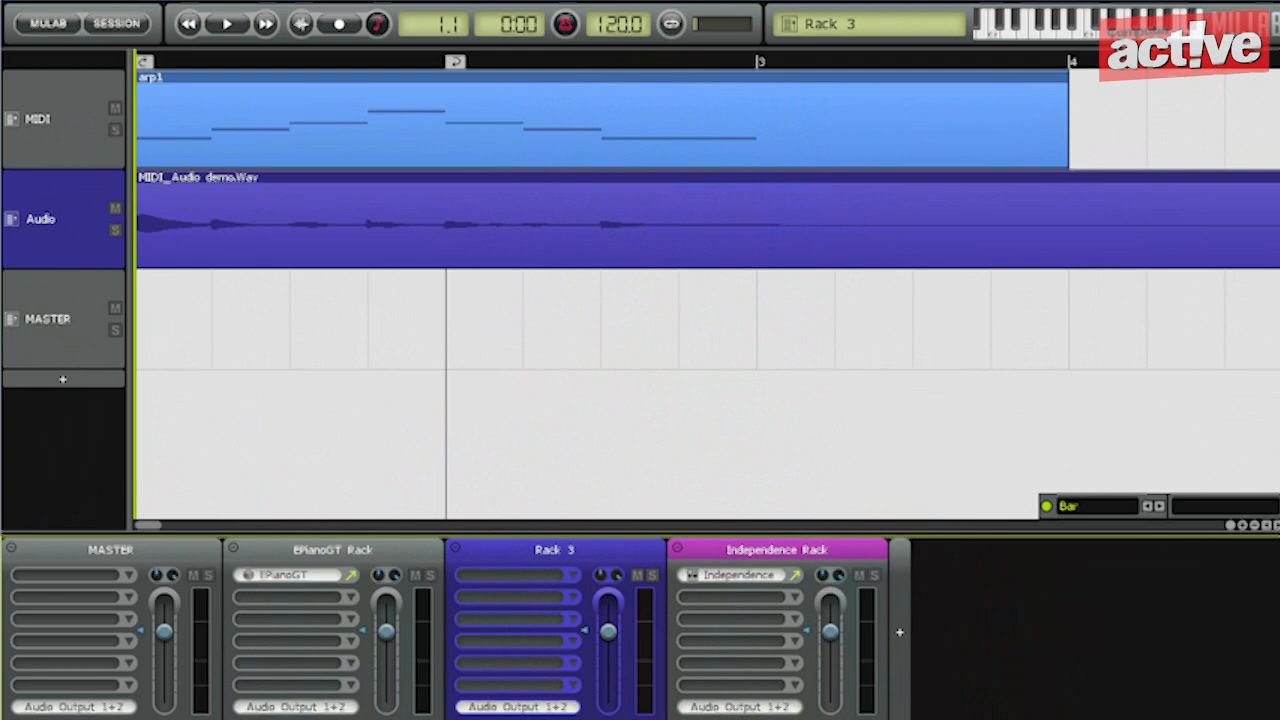 MULAB SESSION 1.1 0:00 120.0 Rack 3
act!ve
3 4
arp1
MIDI M S
MIDI_Audio demo.Wav
Audio M S
MASTER M S
+
Bar
MASTER EPianoGT Rack Rack 3 Independence Rack
M S EPianoGT M S M S Independence M S
+
Audio Output 1+2 Audio Output 1+2 Audio Output 1+2 Audio Output 1+2